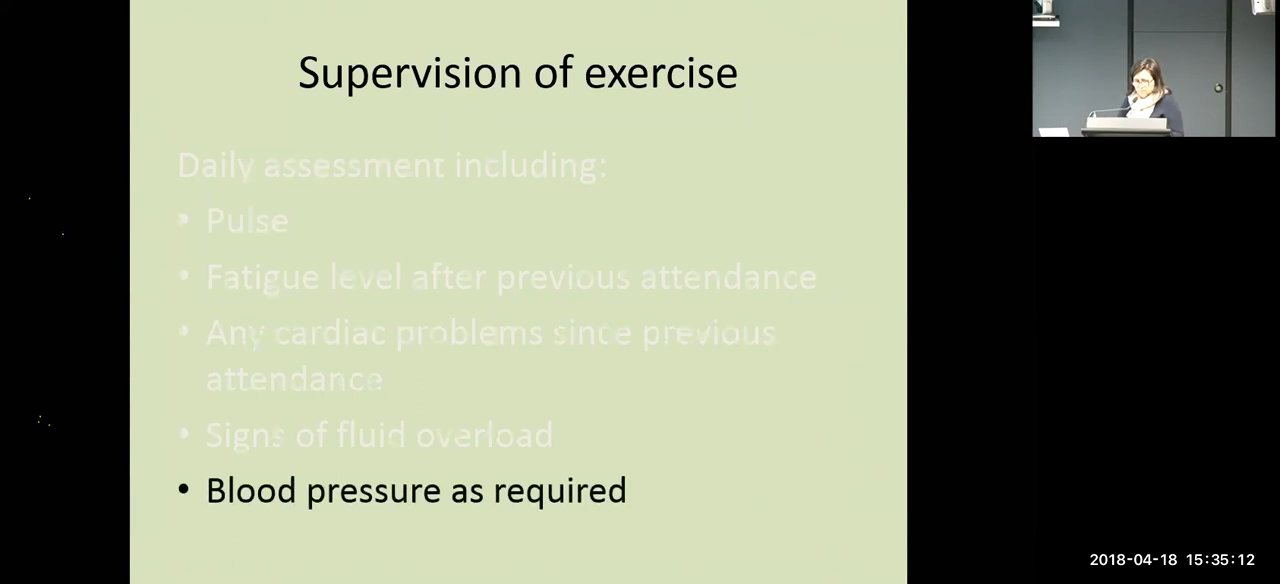 Supervision of exercise
Daily assessment including:
• Pulse
• Fatigue level after previous attendance
• Any cardiac problems since previous
attendance
• Signs of fluid overload
• Blood pressure as required
2018-04-18 15:35:12